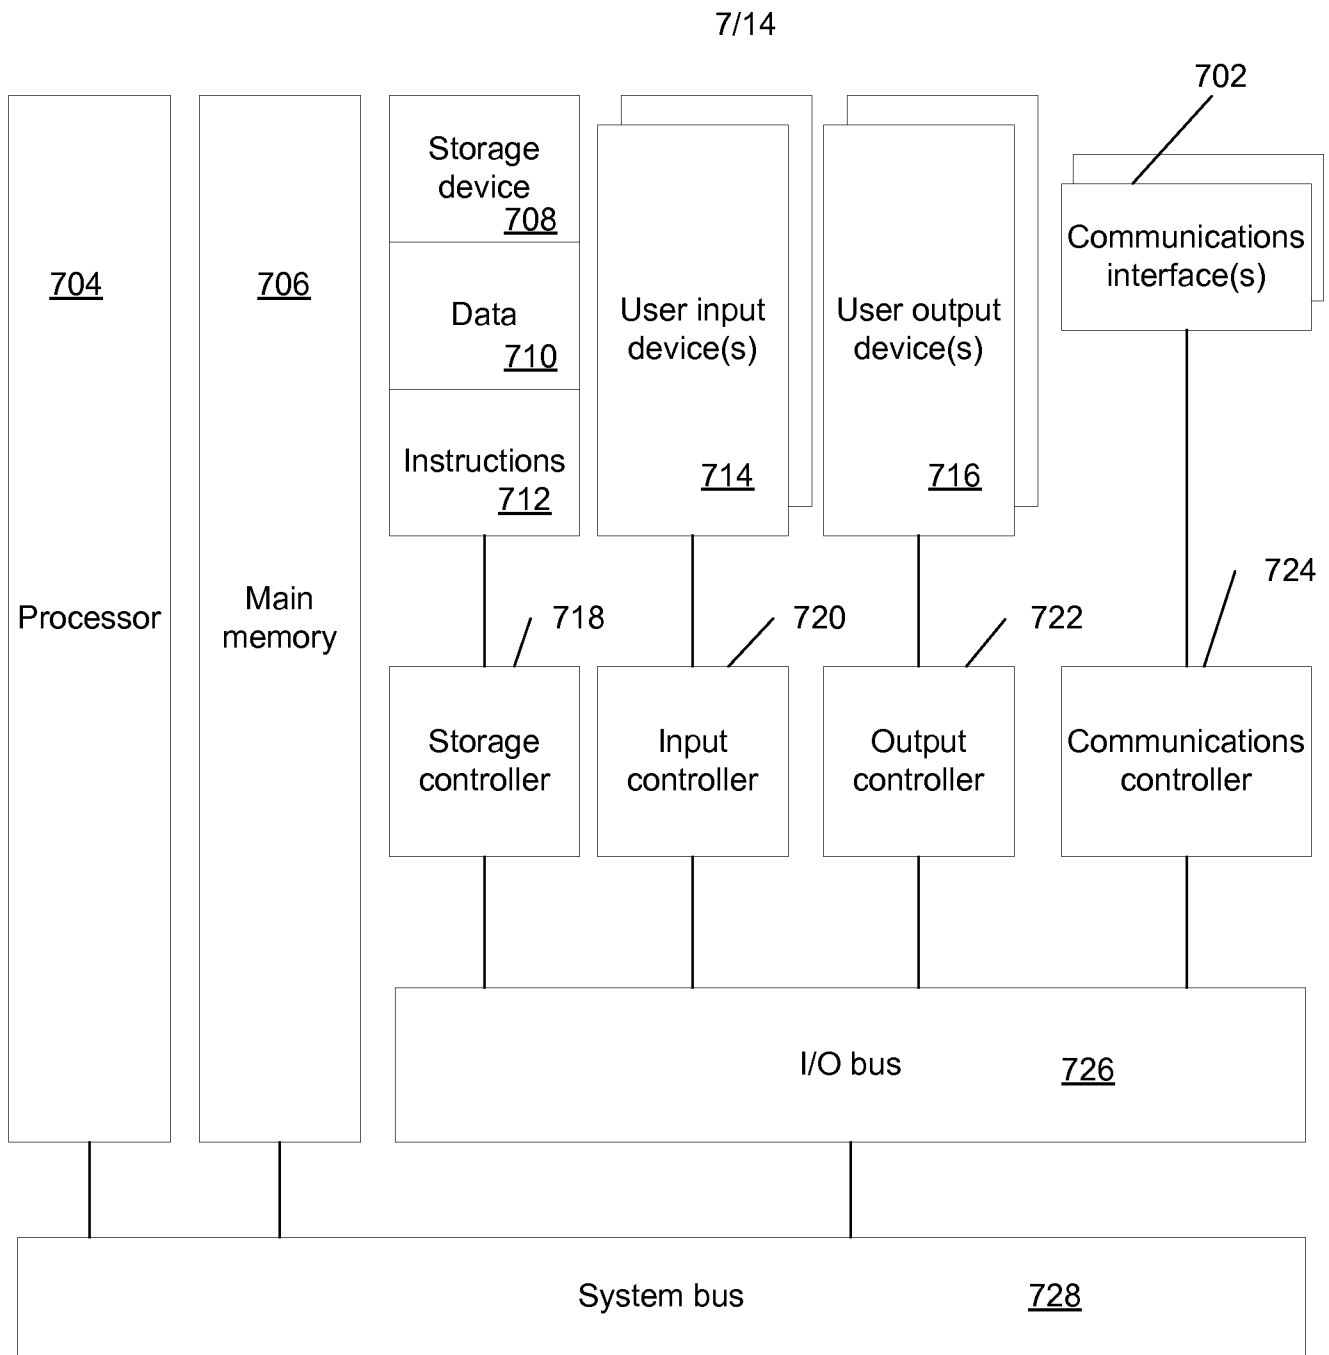 7/14
702
Storage
device
708
Communications
interface(s)
704
706
Data
710
User input
device(s)
User output
device(s)
Instructions
712
714
716
Processor
Main
memory
718
720
722
724
Storage
controller
Input
controller
Output
controller
Communications
controller
I/O bus
726
System bus
728